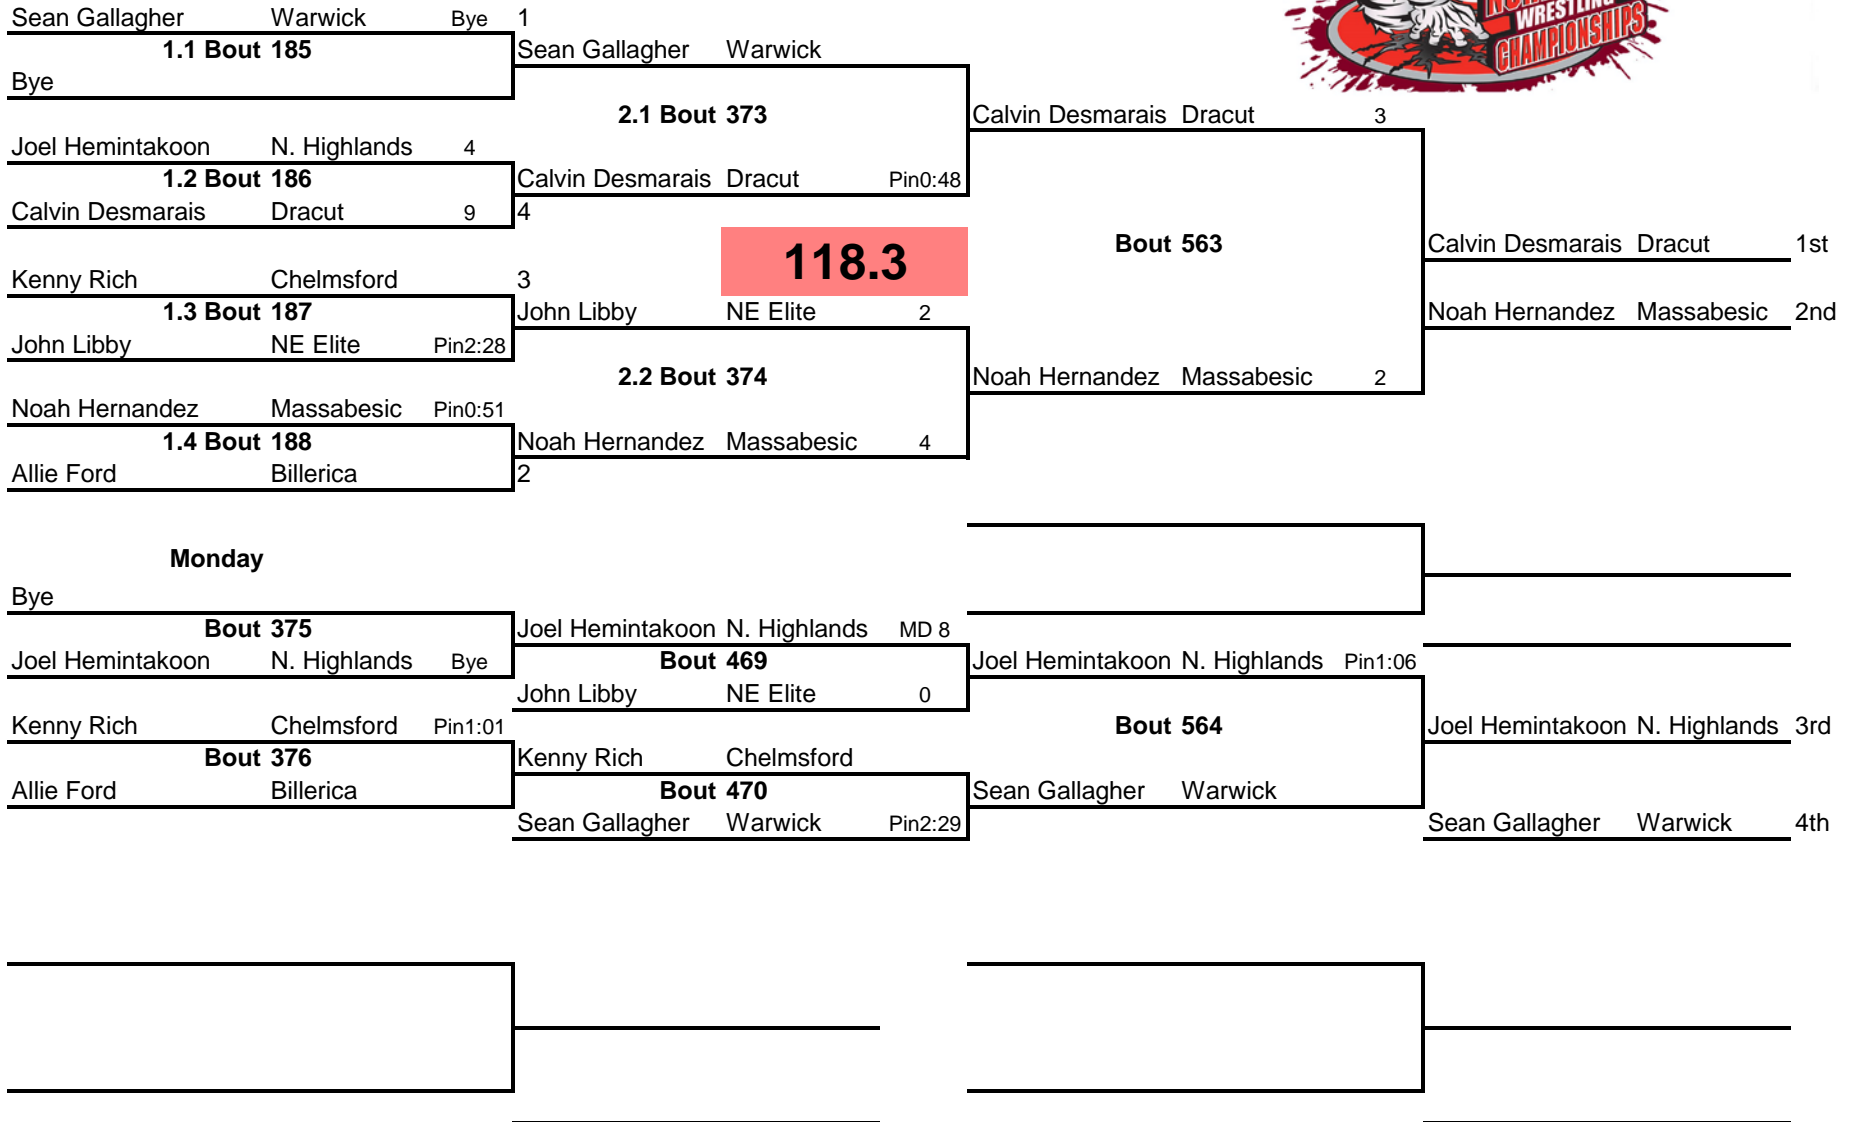 Sean Gallagher Warwick Bye 1
WRESTLING
CHAMPIONSHIPS
1.1 Bout 185 Sean Gallagher Warwick
Bye
2.1 Bout 373 Calvin Desmarais Dracut 3
Joel Hemintakoon N. Highlands 4
1.2 Bout 186 Calvin Desmarais Dracut Pin0:48
Calvin Desmarais Dracut 9 4
118.3 Bout 563 Calvin Desmarais Dracut 1st
Kenny Rich Chelmsford 3
1.3 Bout 187 John Libby NE Elite 2 Noah Hernandez Massabesic 2nd
John Libby NE Elite Pin2:28
2.2 Bout 374 Noah Hernandez Massabesic 2
Noah Hernandez Massabesic Pin0:51
1.4 Bout 188 Noah Hernandez Massabesic 4
Allie Ford Billerica 2
Monday
Bye
Bout 375 Joel Hemintakoon N. Highlands MD 8
Joel Hemintakoon N. Highlands Bye Bout 469 Joel Hemintakoon N. Highlands Pin1:06
John Libby NE Elite 0
Kenny Rich Chelmsford Pin1:01 Bout 564 Joel Hemintakoon N. Highlands 3rd
Bout 376 Kenny Rich Chelmsford
Allie Ford Billerica Bout 470 Sean Gallagher Warwick
Sean Gallagher Warwick Pin2:29 Sean Gallagher Warwick 4th